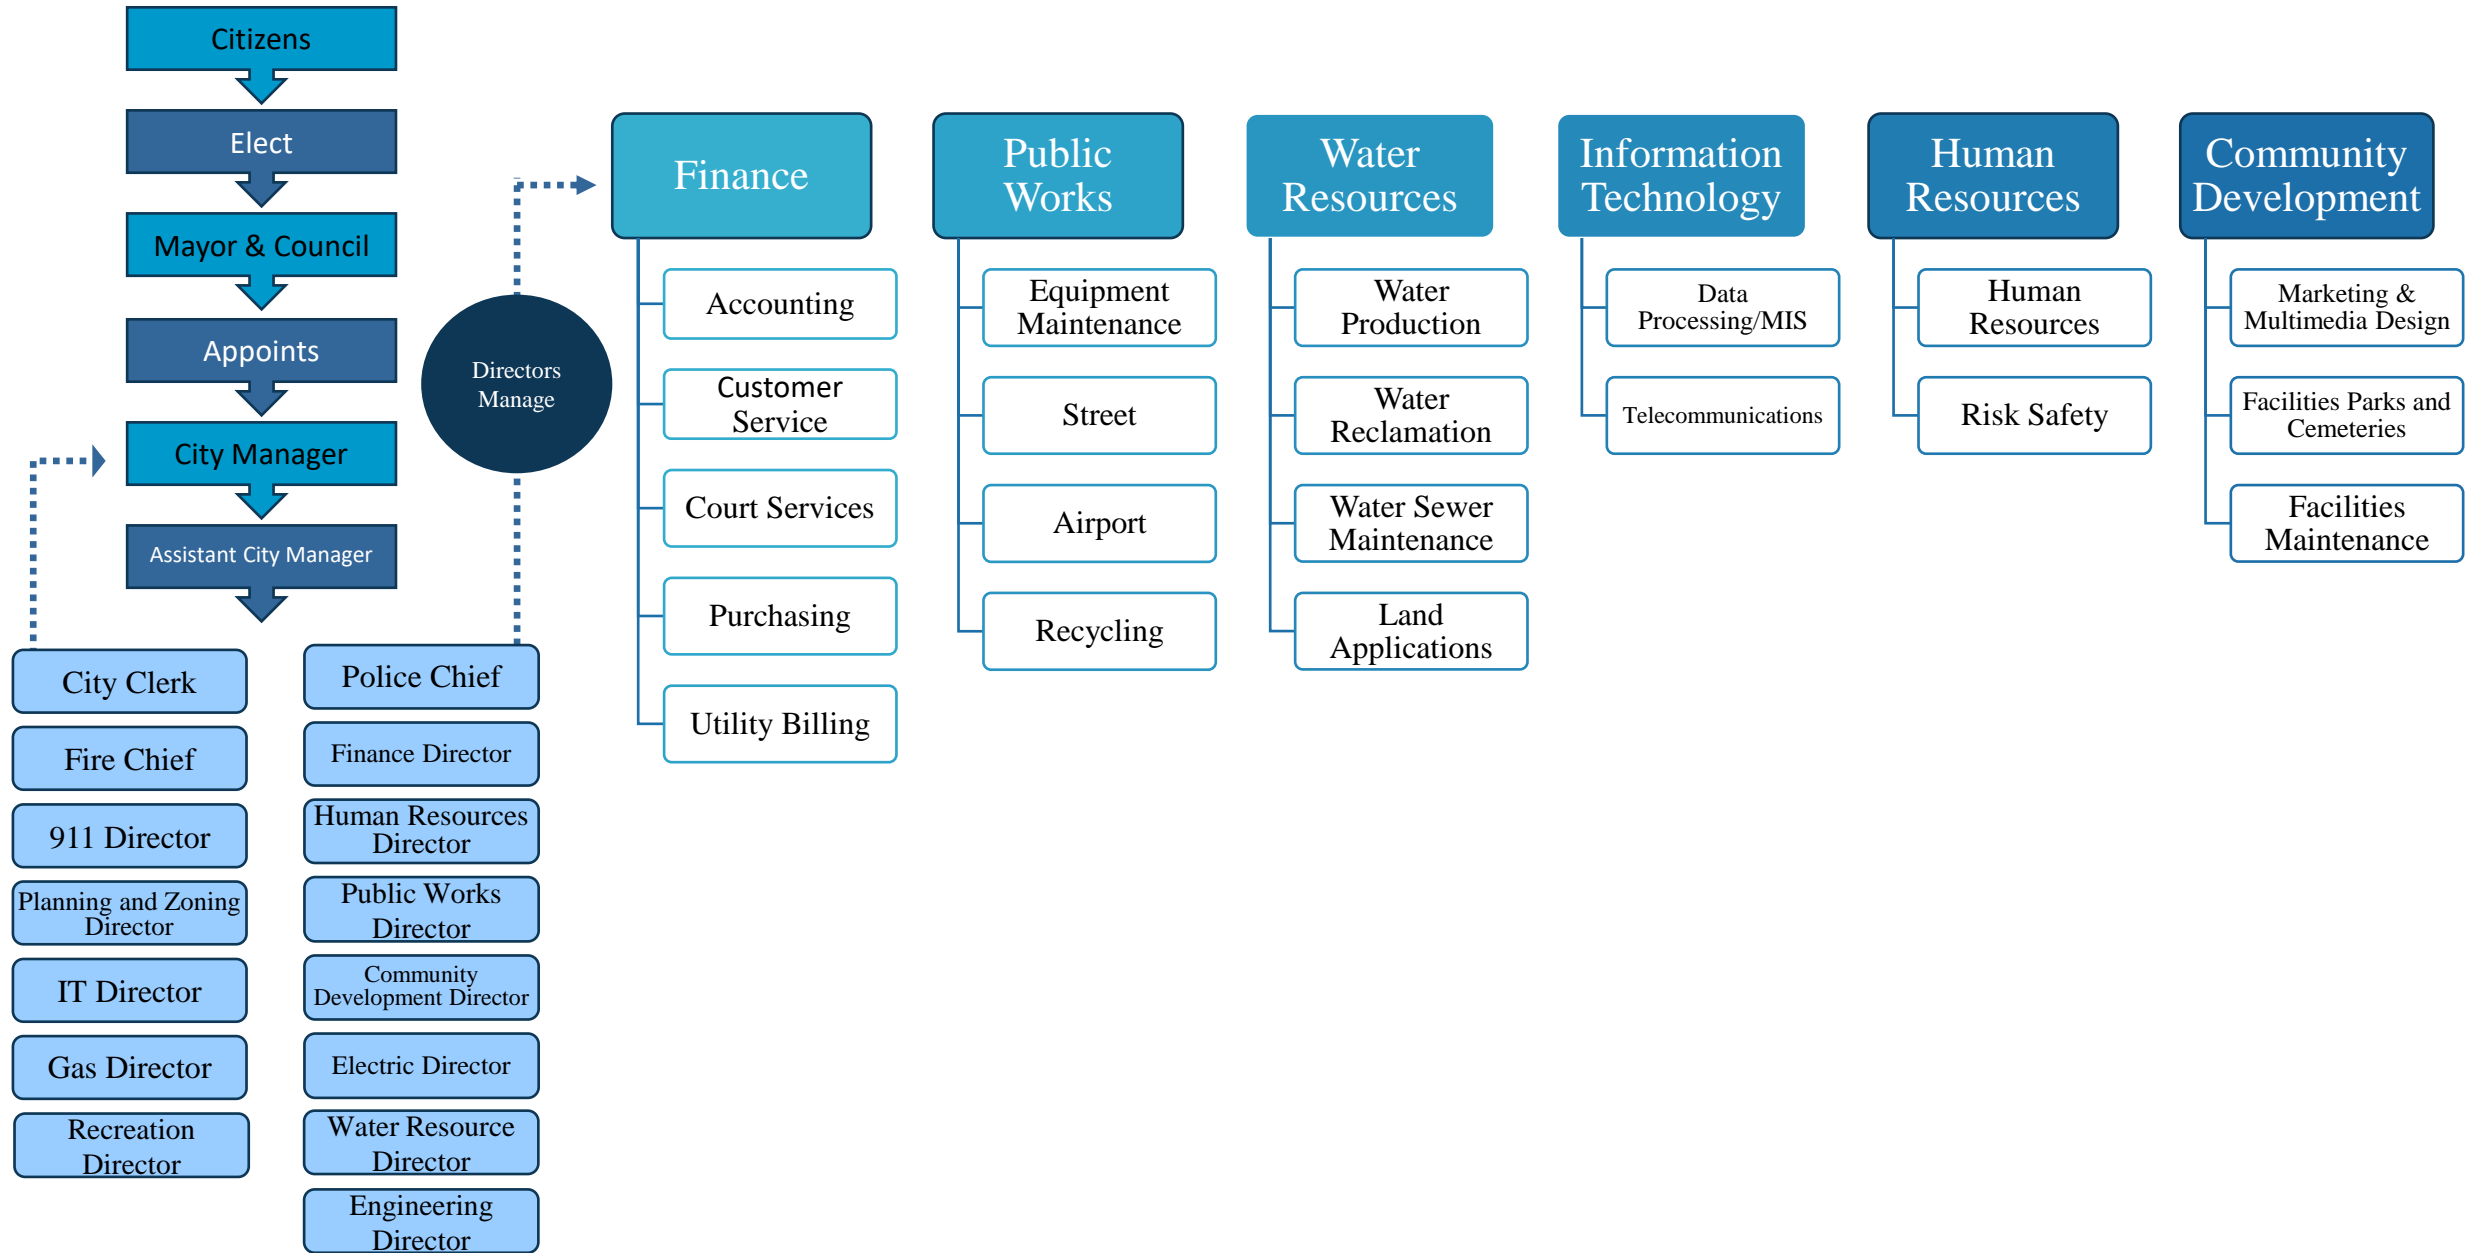 Citizens
Elect
Mayor & Council
Appoints
City Manager
Assistant City Manager
City Clerk
Fire Chief
911 Director
Planning and Zoning
Director
IT Director
Gas Director
Recreation
Director
Police Chief
Finance Director
Human Resources
Director
Public Works
Director
Community
Development Director
Electric Director
Water Resource
Director
Engineering
Director
Directors
Manage
Finance
Accounting
Customer
Service
Court Services
Purchasing
Utility Billing
Public
Works
Equipment
Maintenance
Street
Airport
Recycling
Water
Resources
Water
Production
Water
Reclamation
Water Sewer
Maintenance
Land
Applications
Information
Technology
Data
Processing/MIS
Telecommunications
Human
Resources
Human
Resources
Risk Safety
Community
Development
Marketing &
Multimedia Design
Facilities Parks and
Cemeteries
Facilities
Maintenance